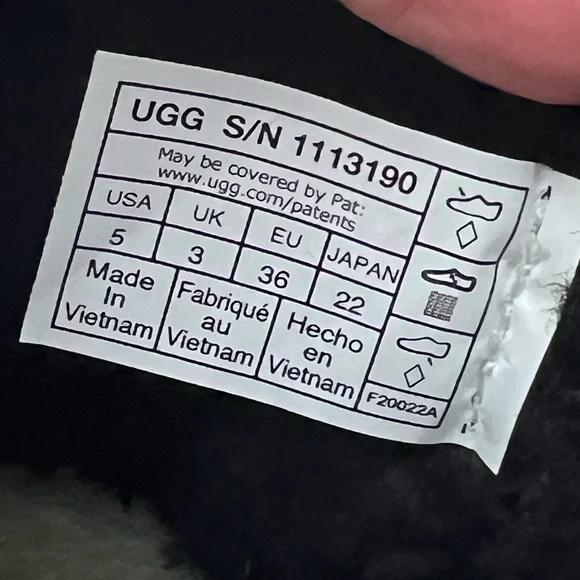 UGG S/N 1113190
May be covered by Pat:
www.ugg.com/patents
USA UK EU JAPAN
5 3 36 22
Made
In
Vietnam
Fabriqué
au
Vietnam
Hecho
en
Vietnam
F20022A